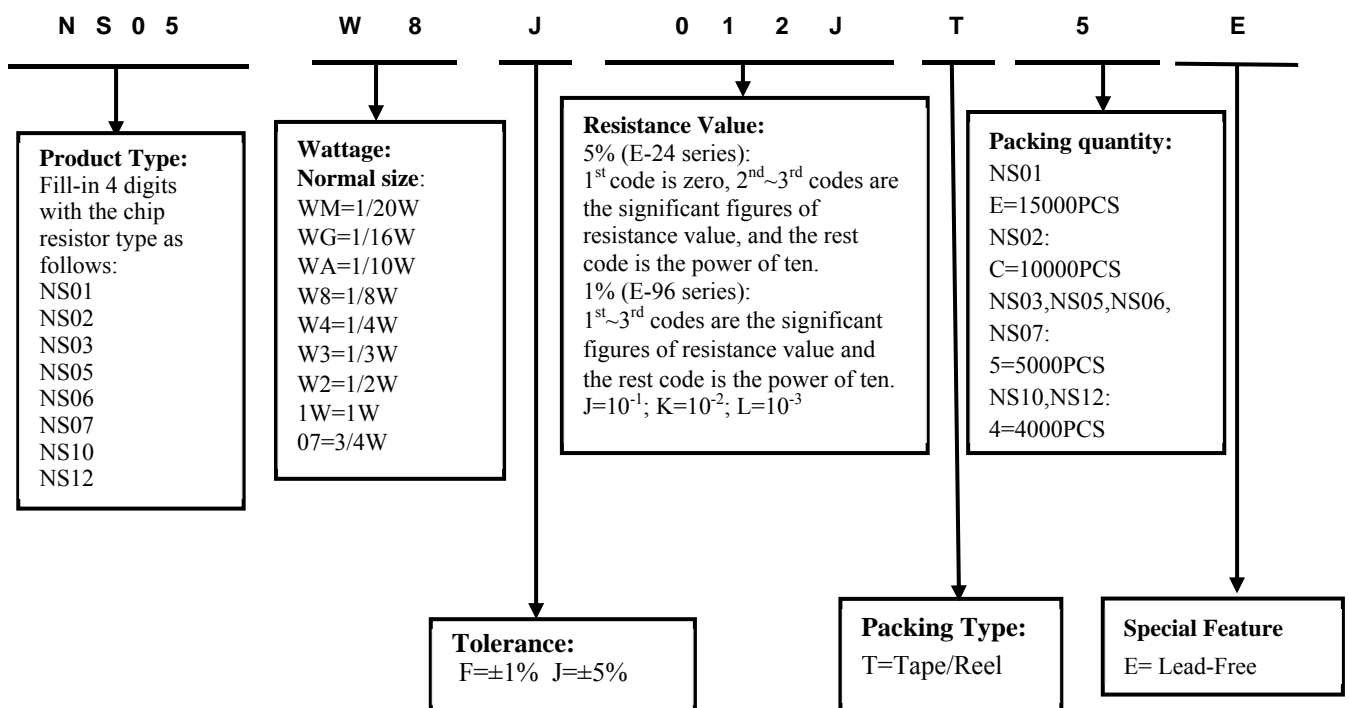 N S 0 5 W 8 J 0 1 2 J T 5 E
Product Type:
Fill-in 4 digits
with the chip
resistor type as
follows:
NS01
NS02
NS03
NS05
NS06
NS07
NS10
NS12
Wattage:
Normal size:
WM=1/20W
WG=1/16W
WA=1/10W
W8=1/8W
W4=1/4W
W3=1/3W
W2=1/2W
1W=1W
07=3/4W
Resistance Value:
5% (E-24 series):
1st code is zero, 2nd~3rd codes are
the significant figures of
resistance value, and the rest
code is the power of ten.
1% (E-96 series):
1st~3rd codes are the significant
figures of resistance value and
the rest code is the power of ten.
J=10-1; K=10-2; L=10-3
Packing quantity:
NS01
E=15000PCS
NS02:
C=10000PCS
NS03,NS05,NS06,
NS07:
5=5000PCS
NS10,NS12:
4=4000PCS
Tolerance:
F=±1% J=±5%
Packing Type:
T=Tape/Reel
Special Feature
E= Lead-Free